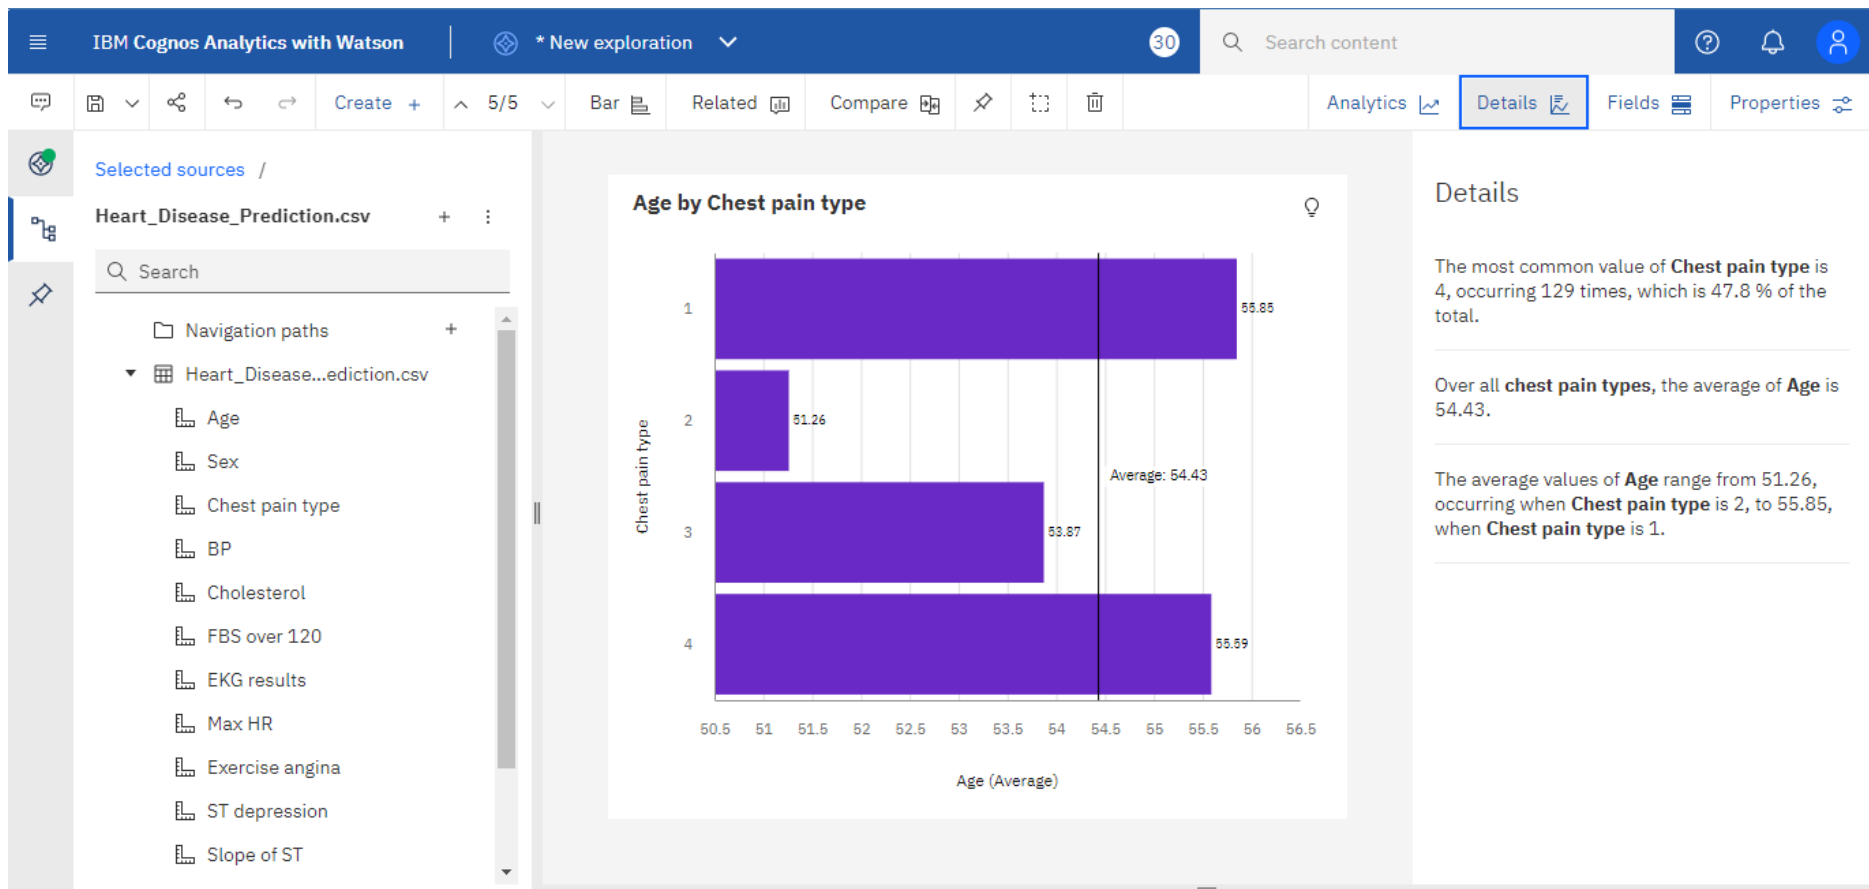 IBM Cognos Analytics with Watson
* New exploration
30
Search content
Create +
5/5
Bar
Related
Compare
Analytics
Details
Fields
Properties
Selected sources /
Heart_Disease_Prediction.csv
Search
Navigation paths
Heart_Disease...ediction.csv
Age
Sex
Chest pain type
BP
Cholesterol
FBS over 120
EKG results
Max HR
Exercise angina
ST depression
Slope of ST
Age by Chest pain type
Chest pain type
1
55.85
2
51.26
Average: 54.43
3
53.87
4
55.59
50.5 51 51.5 52 52.5 53 53.5 54 54.5 55 55.5 56 56.5
Age (Average)
Details
The most common value of Chest pain type is
4, occurring 129 times, which is 47.8 % of the
total.
Over all chest pain types, the average of Age is
54.43.
The average values of Age range from 51.26,
occurring when Chest pain type is 2, to 55.85,
when Chest pain type is 1.